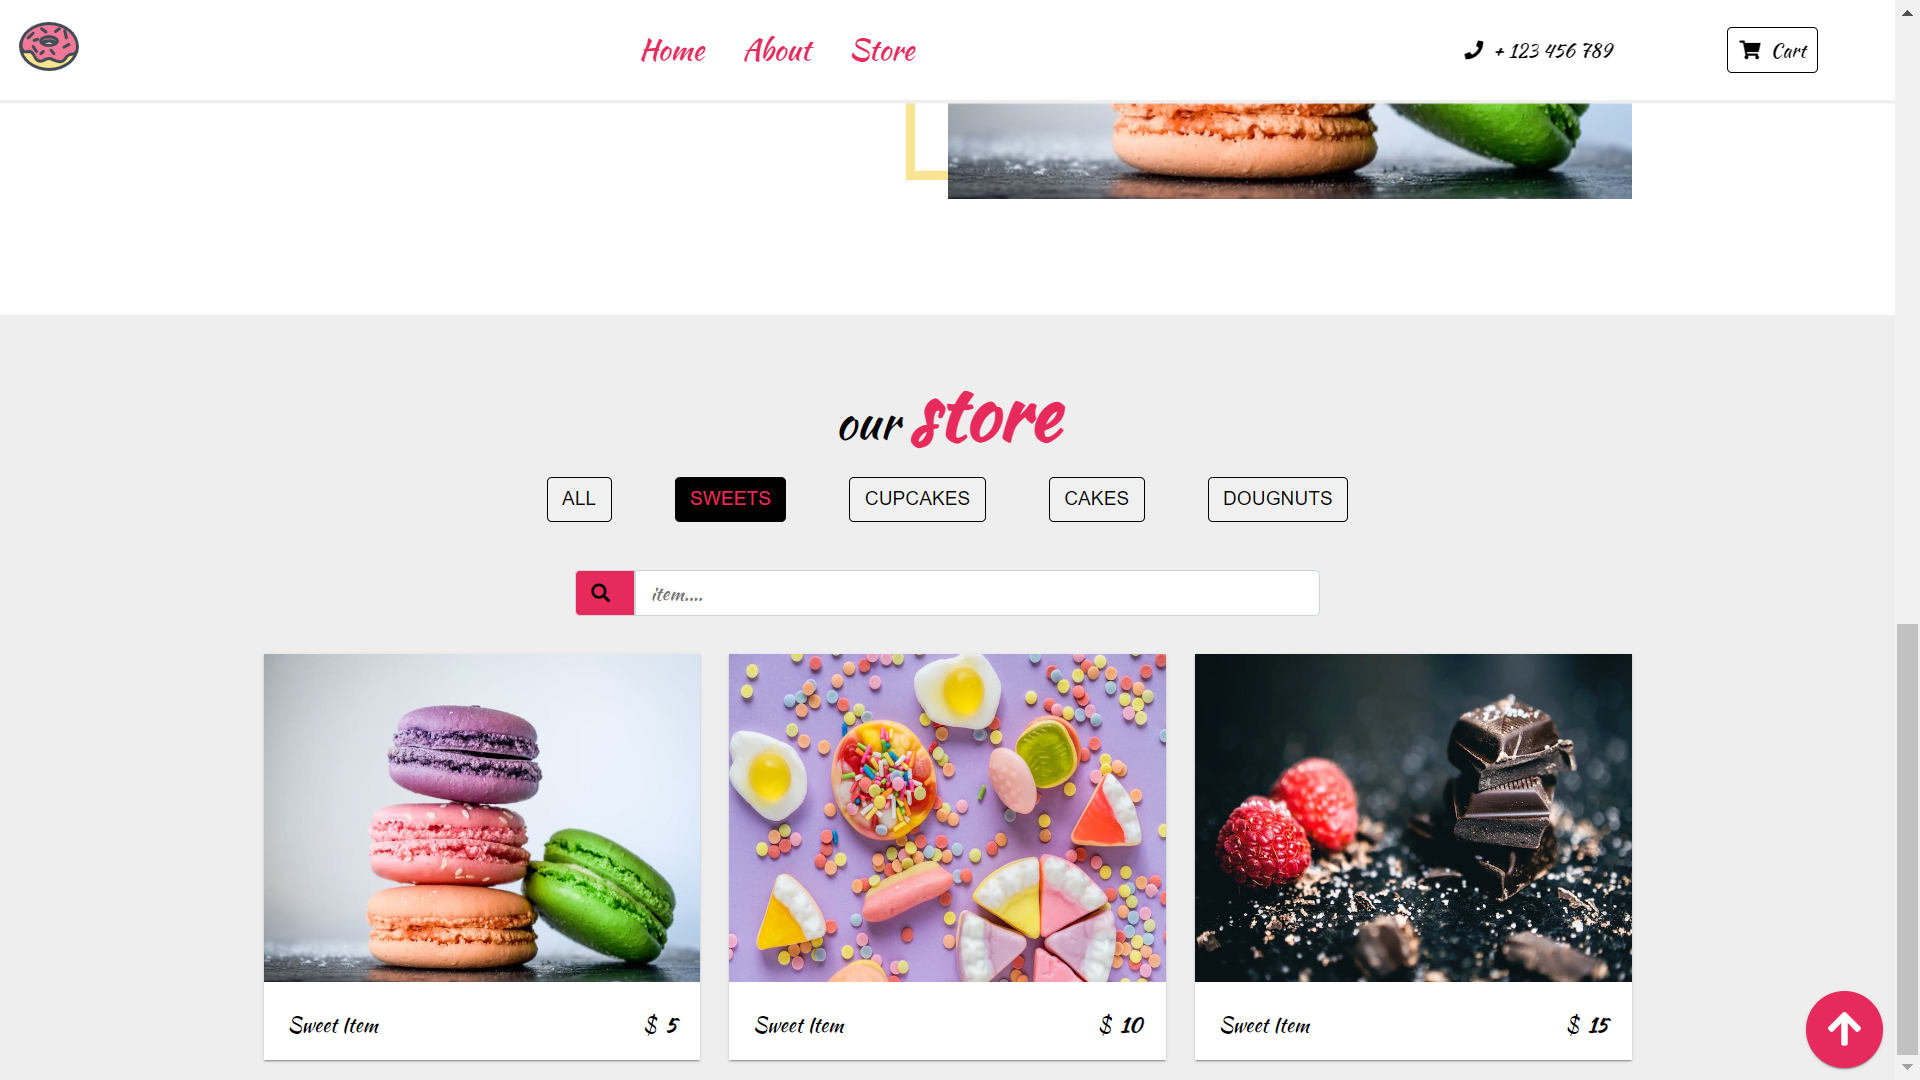 Home About Store + 123 456 789 Cart
our store
ALL SWEETS CUPCAKES CAKES DOUGNUTS
item....
Sweet Item $ 5 Sweet Item $ 10 Sweet Item $ 15